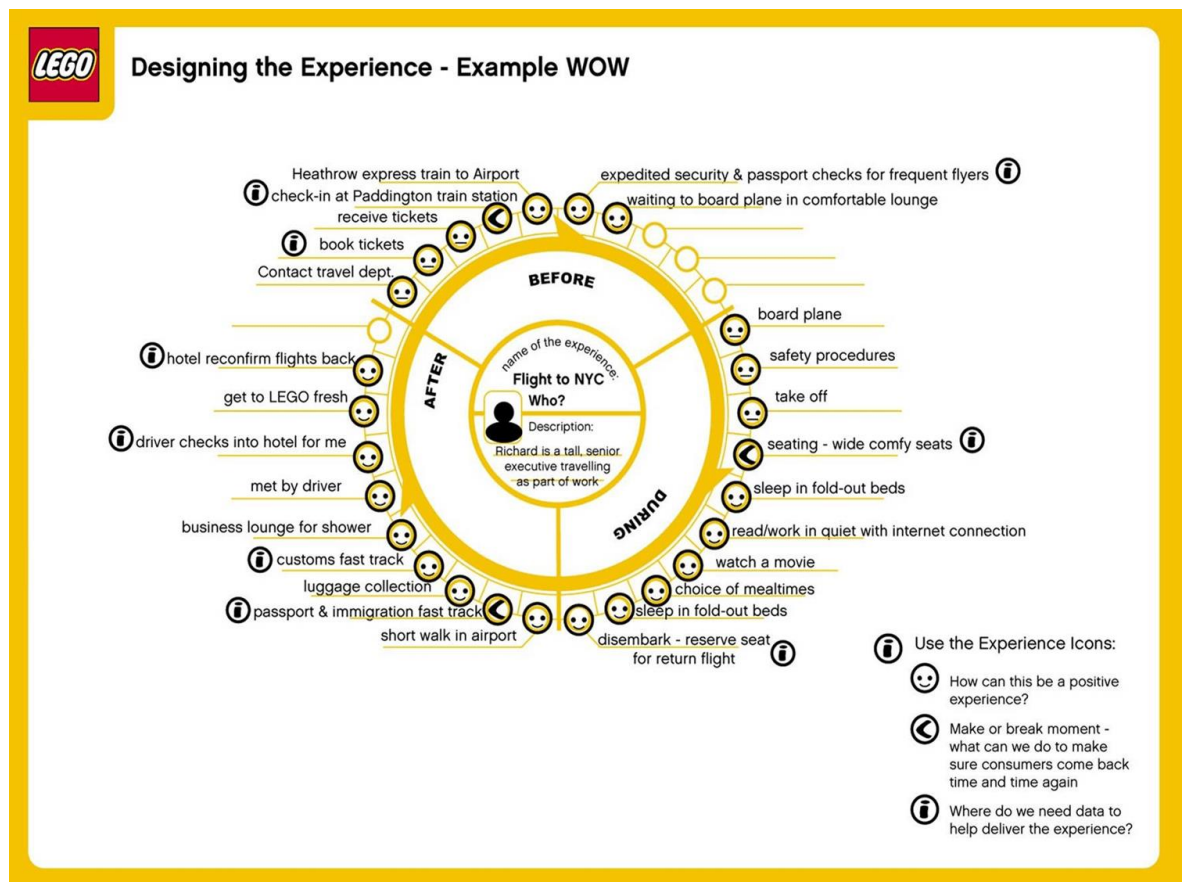 LEGO
Designing the Experience - Example WOW
Heathrow express train to Airport
check-in at Paddington train station
receive tickets
book tickets
Contact travel dept.
expedited security & passport checks for frequent flyers
waiting to board plane in comfortable lounge
BEFORE
board plane
safety procedures
take off
seating - wide comfy seats
sleep in fold-out beds
read/work in quiet with internet connection
watch a movie
choice of mealtimes
sleep in fold-out beds
disembark - reserve seat
for return flight
DURING
hotel reconfirm flights back
get to LEGO fresh
driver checks into hotel for me
met by driver
business lounge for shower
customs fast track
luggage collection
passport & immigration fast track
short walk in airport
AFTER
name of the experience:
Flight to NYC
Who?
Description:
Richard is a tall, senior
executive travelling
as part of work
Use the Experience Icons:
How can this be a positive
experience?
Make or break moment -
what can we do to make
sure consumers come back
time and time again
Where do we need data to
help deliver the experience?